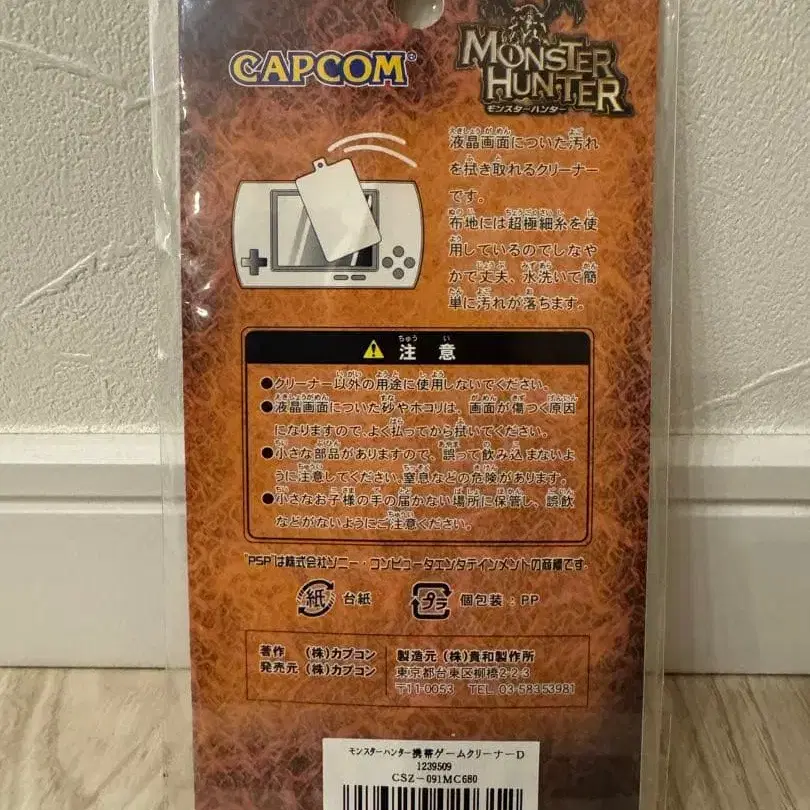 CAPCOM®
MONSTER
HUNTER
モンスターハンター
液晶画面についた汚れ
を拭き取れるクリーナー
です。
布地には超極細糸を使
用しているのでしなや
かで丈夫、水洗いで簡
単に汚れが落ちます。
注意
●クリーナー以外の用途に使用しないでください。
●液晶画面についた砂やホコリは、画面が傷つく原因
になりますので、よく払ってから拭いてください。
●小さな部品がありますので、誤って飲み込まないよ
うに注意してください。窒息などの危険があります。
●小さなお子様の手の届かない場所に保管し、誤飲
などがないようにご注意ください。
"PSP"は株式会社ソニー・コンピュータエンタテインメントの商標です。
紙 台紙 プラ 個包装:PP
著作 (株)カプコン
発売元 (株)カプコン
製造元 (株)貴和製作所
東京都台東区柳橋2-2-3
〒11-0053 TEL 03-58353981
モンスターハンター携帯ゲームクリーナーD
1239509
CSZ-091MC680